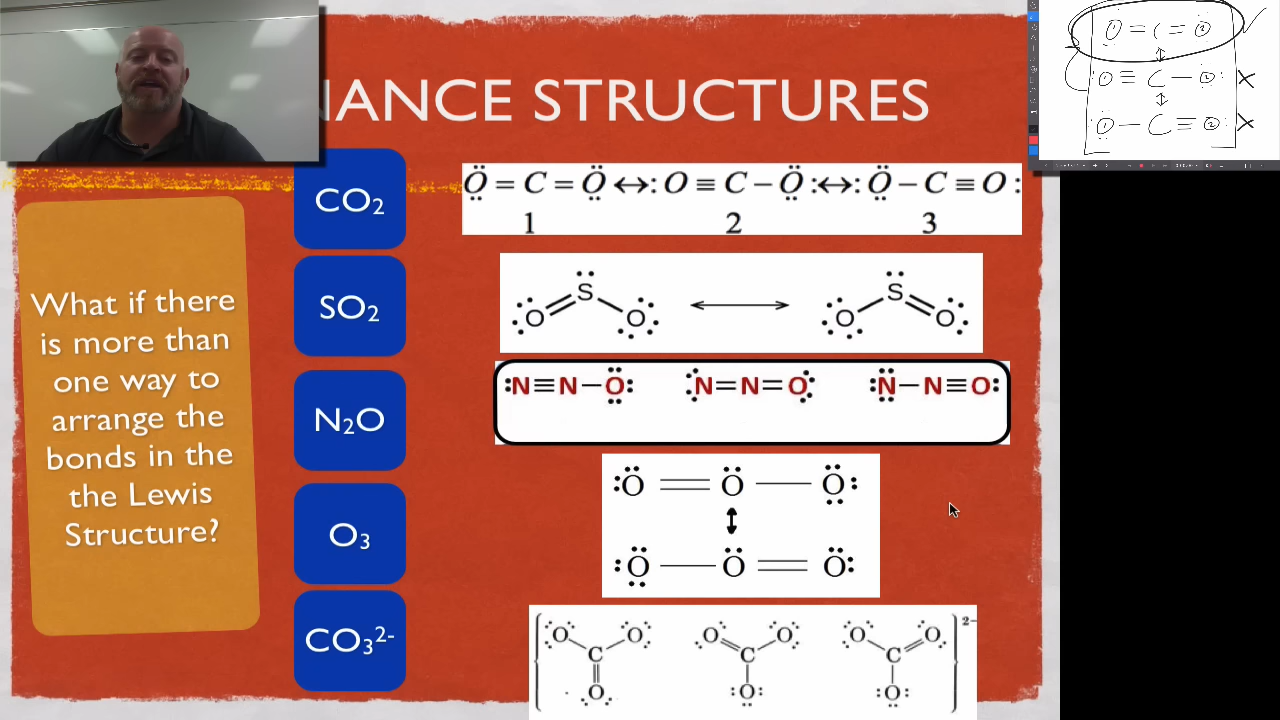 NANCE STRUCTURES
What if there
is more than
one way to
arrange the
bonds in the
the Lewis
Structure?
CO₂
Ö = C = Ö ↔ :O ≡ C − Ö: ↔ :Ö − C ≡ O:
1 2 3
SO₂
O S O ↔ O S O
N₂O
:N≡N−Ö: N=N=O :N−N≡O:
O₃
:Ö = Ö − Ö:
↕
:Ö − Ö = Ö:
CO₃²⁻
O O O O O O
C C C
O O O
2−
O = C = O ✓
↕
:O ≡ C − O: X
↕
:O − C ≡ O: X